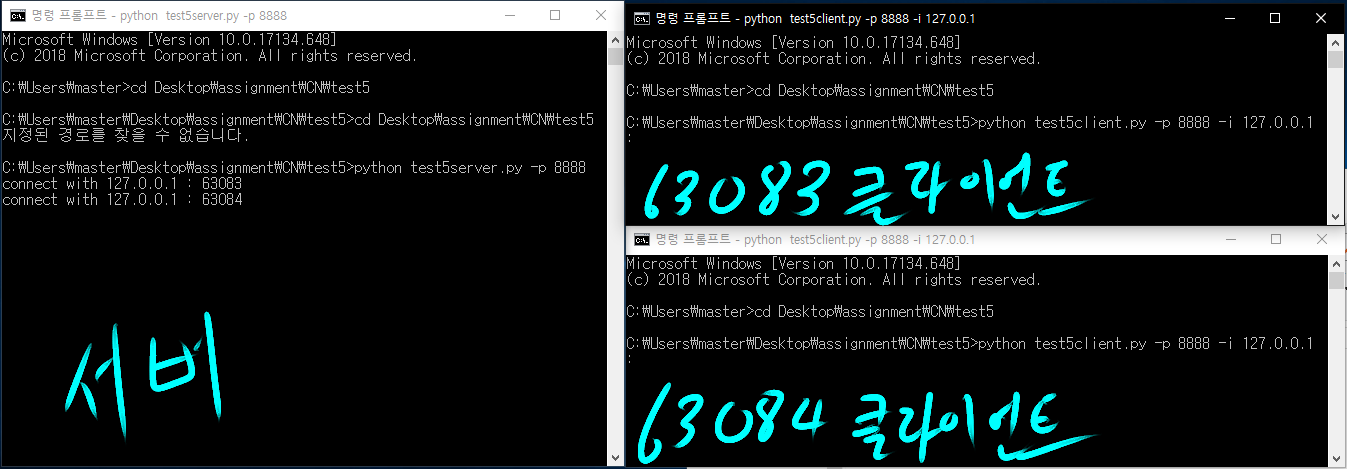 명령 프롬프트 - python  test5server.py -p 8888
Microsoft Windows [Version 10.0.17134.648]
(c) 2018 Microsoft Corporation. All rights reserved.
C:₩Users₩master>cd Desktop₩assignment₩CN₩test5
C:₩Users₩master₩Desktop₩assignment₩CN₩test5>cd Desktop₩assignment₩CN₩test5
지정된 경로를 찾을 수 없습니다.
C:₩Users₩master₩Desktop₩assignment₩CN₩test5>python test5server.py -p 8888
connect with 127.0.0.1 : 63083
connect with 127.0.0.1 : 63084
서버
명령 프롬프트 - python  test5client.py -p 8888 -i 127.0.0.1
Microsoft Windows [Version 10.0.17134.648]
(c) 2018 Microsoft Corporation. All rights reserved.
C:₩Users₩master>cd Desktop₩assignment₩CN₩test5
C:₩Users₩master₩Desktop₩assignment₩CN₩test5>python test5client.py -p 8888 -i 127.0.0.1
:
63083 클라이언트
명령 프롬프트 - python  test5client.py -p 8888 -i 127.0.0.1
Microsoft Windows [Version 10.0.17134.648]
(c) 2018 Microsoft Corporation. All rights reserved.
C:₩Users₩master>cd Desktop₩assignment₩CN₩test5
C:₩Users₩master₩Desktop₩assignment₩CN₩test5>python test5client.py -p 8888 -i 127.0.0.1
:
63084 클라이언트